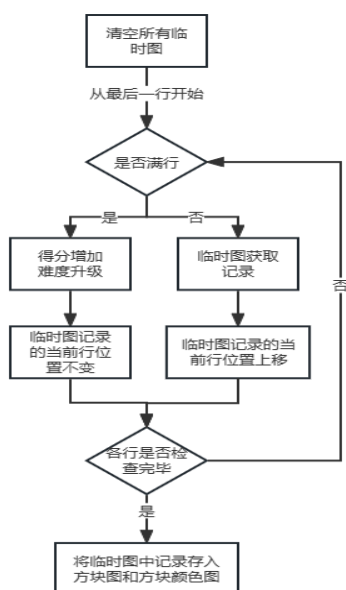 清空所有临
时图
从最后一行开始
是否满行
是
否
得分增加
难度升级
临时图获取
记录
否
临时图记录
的当前行位
置不变
临时图记录的当
前行位置上移
各行是否检
查完毕
是
将临时图中记录存入
方块图和方块颜色图